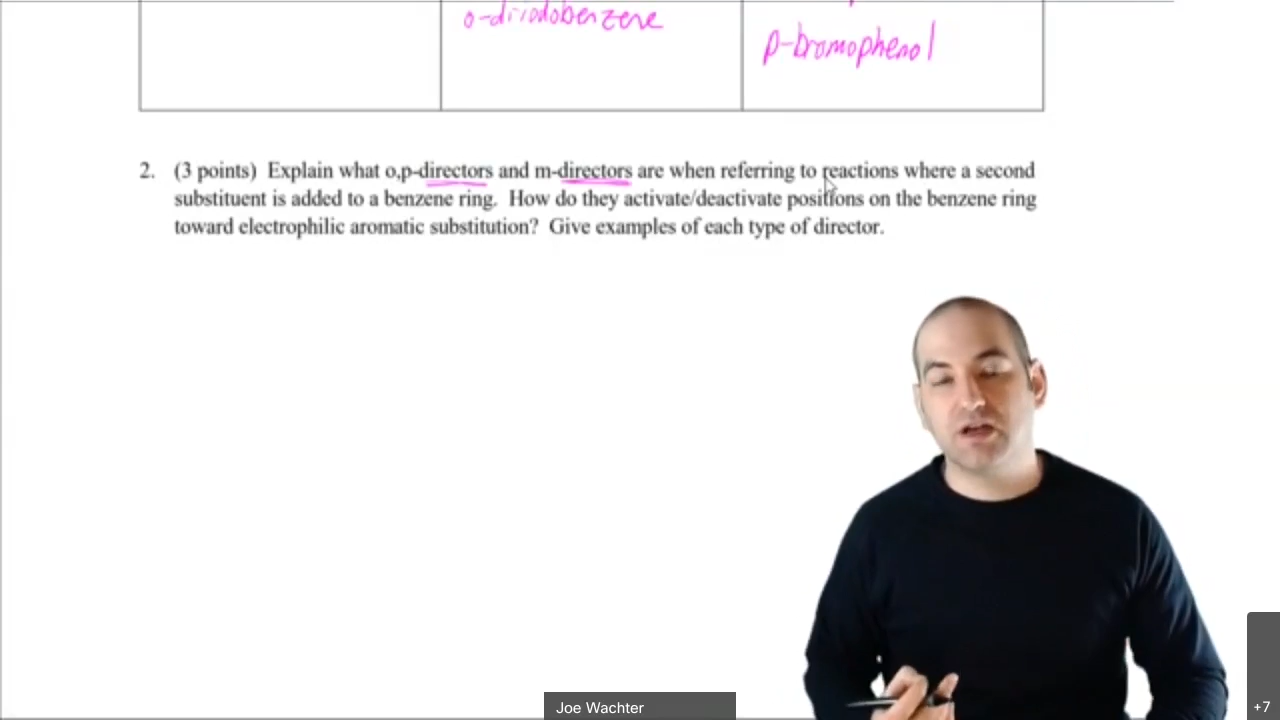 o-diiodobenzene
p-bromophenol
2. (3 points) Explain what o,p-directors and m-directors are when referring to reactions where a second
substituent is added to a benzene ring. How do they activate/deactivate positions on the benzene ring
toward electrophilic aromatic substitution? Give examples of each type of director.
Joe Wachter
+7